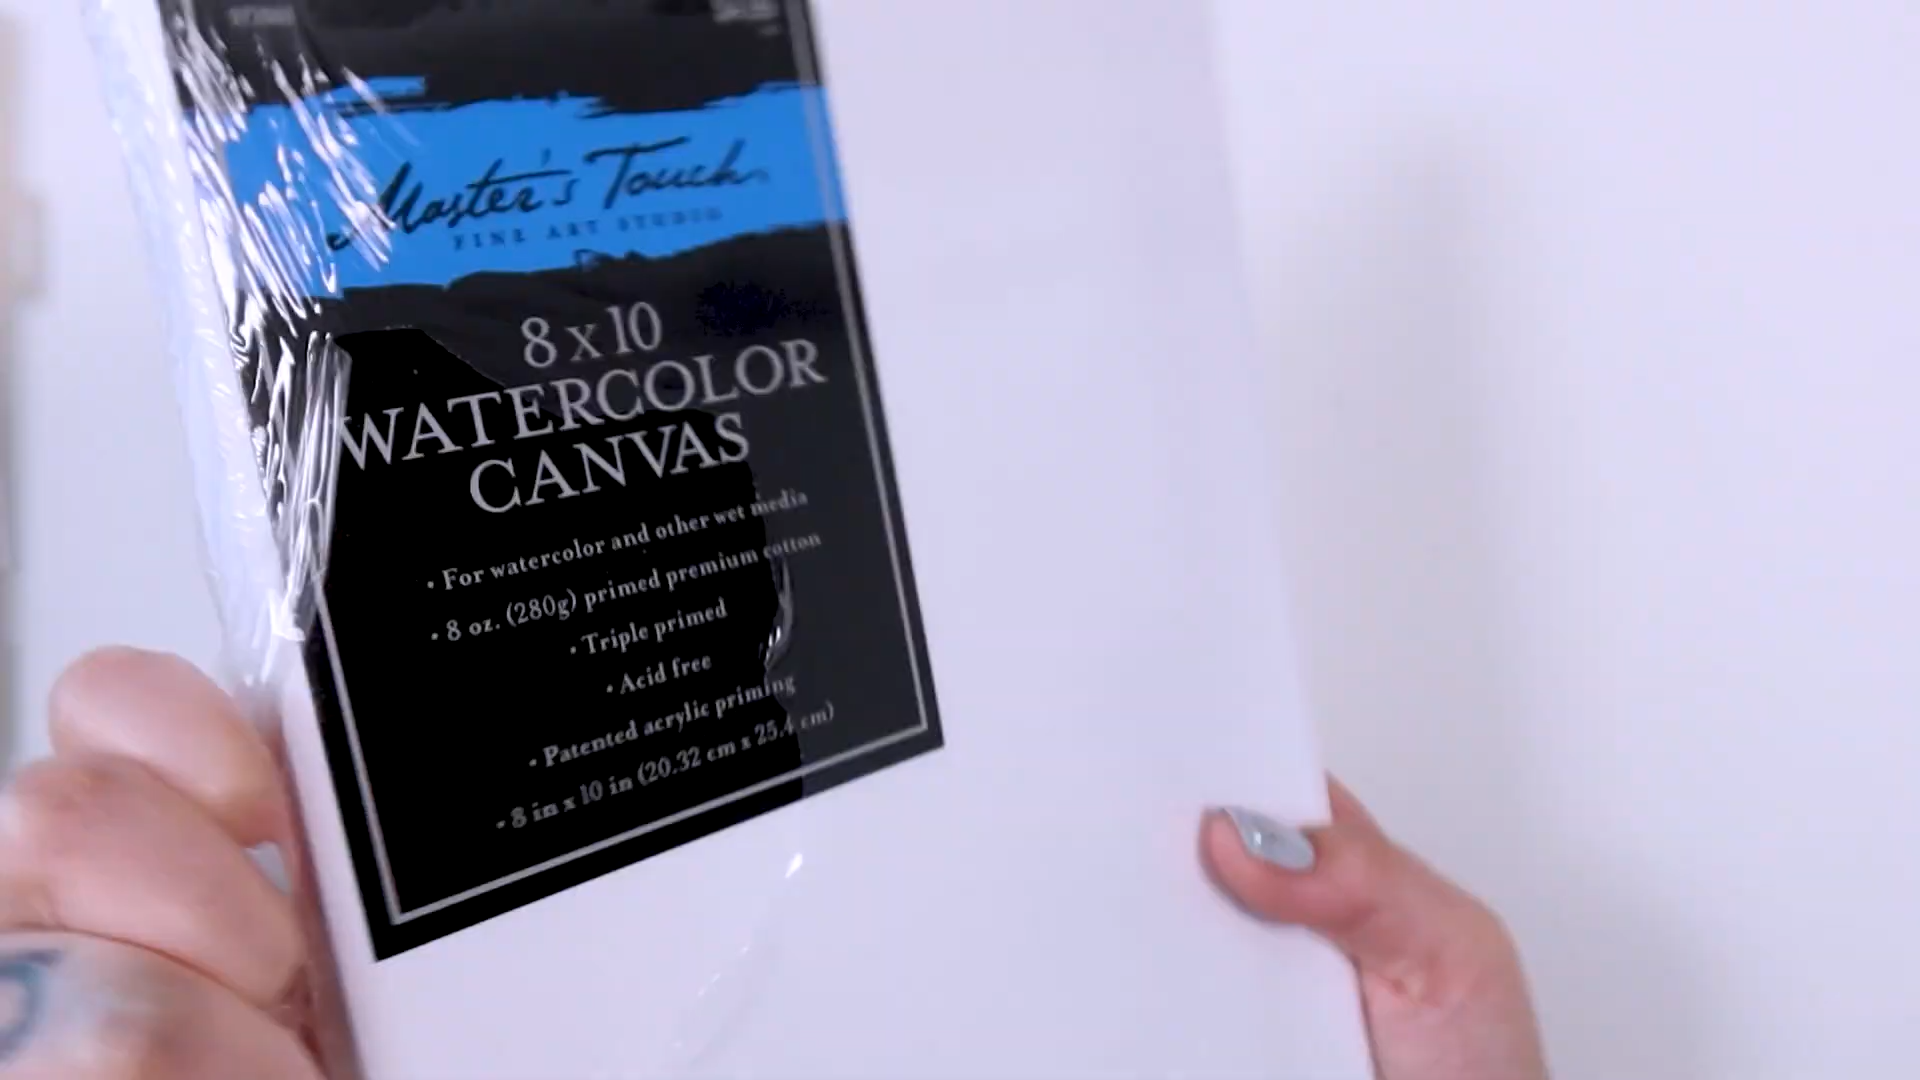 Master's Touch
FINE ART STUDIO
8 x 10
WATERCOLOR
CANVAS
• For watercolor and other wet media
• 8 oz. (280g) primed premium cotton
• Triple primed
• Acid free
• Patented acrylic priming
• 8 in x 10 in (20.32 cm x 25.4 cm)